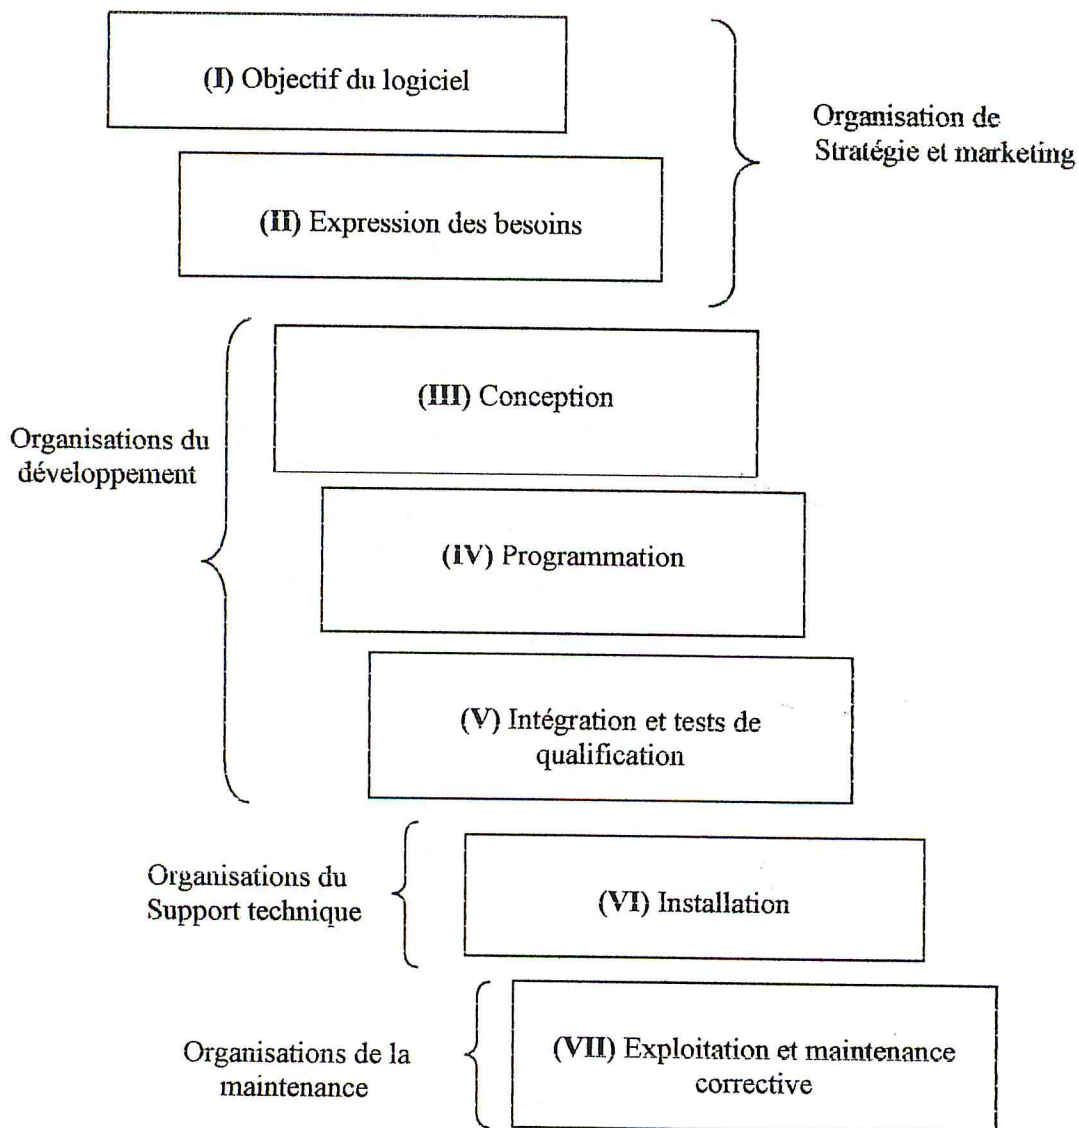 (I) Objectif du logiciel
Organisation de
Stratégie et marketing
(II) Expression des besoins
(III) Conception
Organisations du
développement
(IV) Programmation
(V) Intégration et tests de
qualification
Organisations du
Support technique
(VI) Installation
(VII) Exploitation et maintenance
corrective
Organisations de la
maintenance